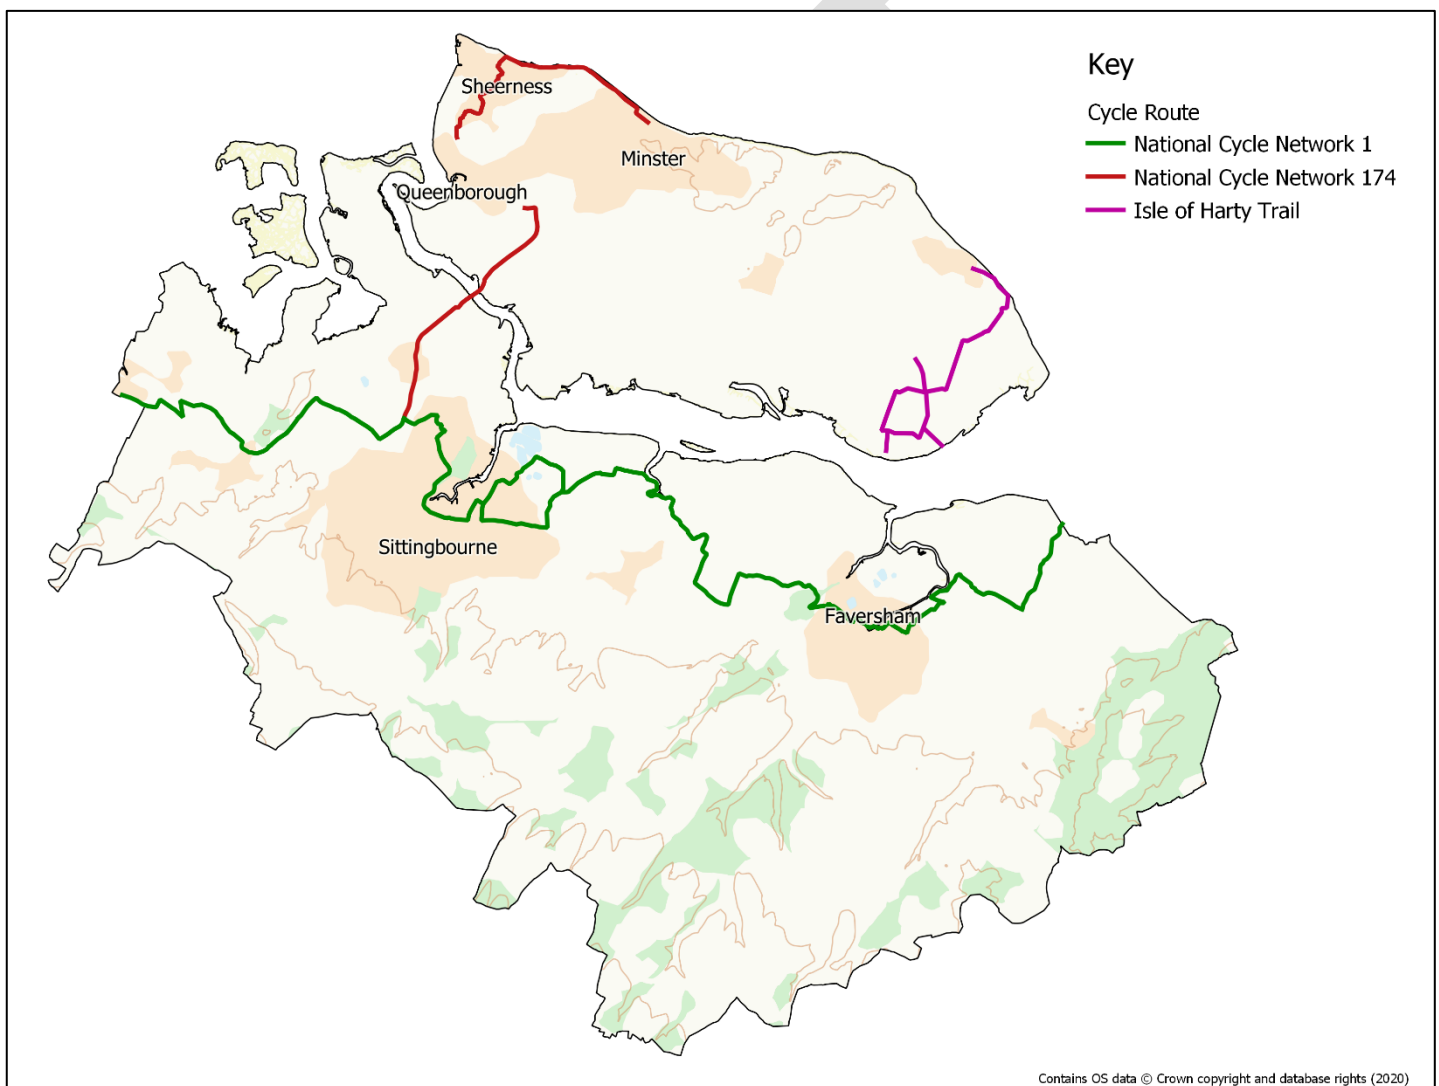 Key
Cycle Route
National Cycle Network 1
National Cycle Network 174
Isle of Harty Trail
Sheerness
Minster
Queenborough
Sittingbourne
Faversham
Contains OS data © Crown copyright and database rights (2020)